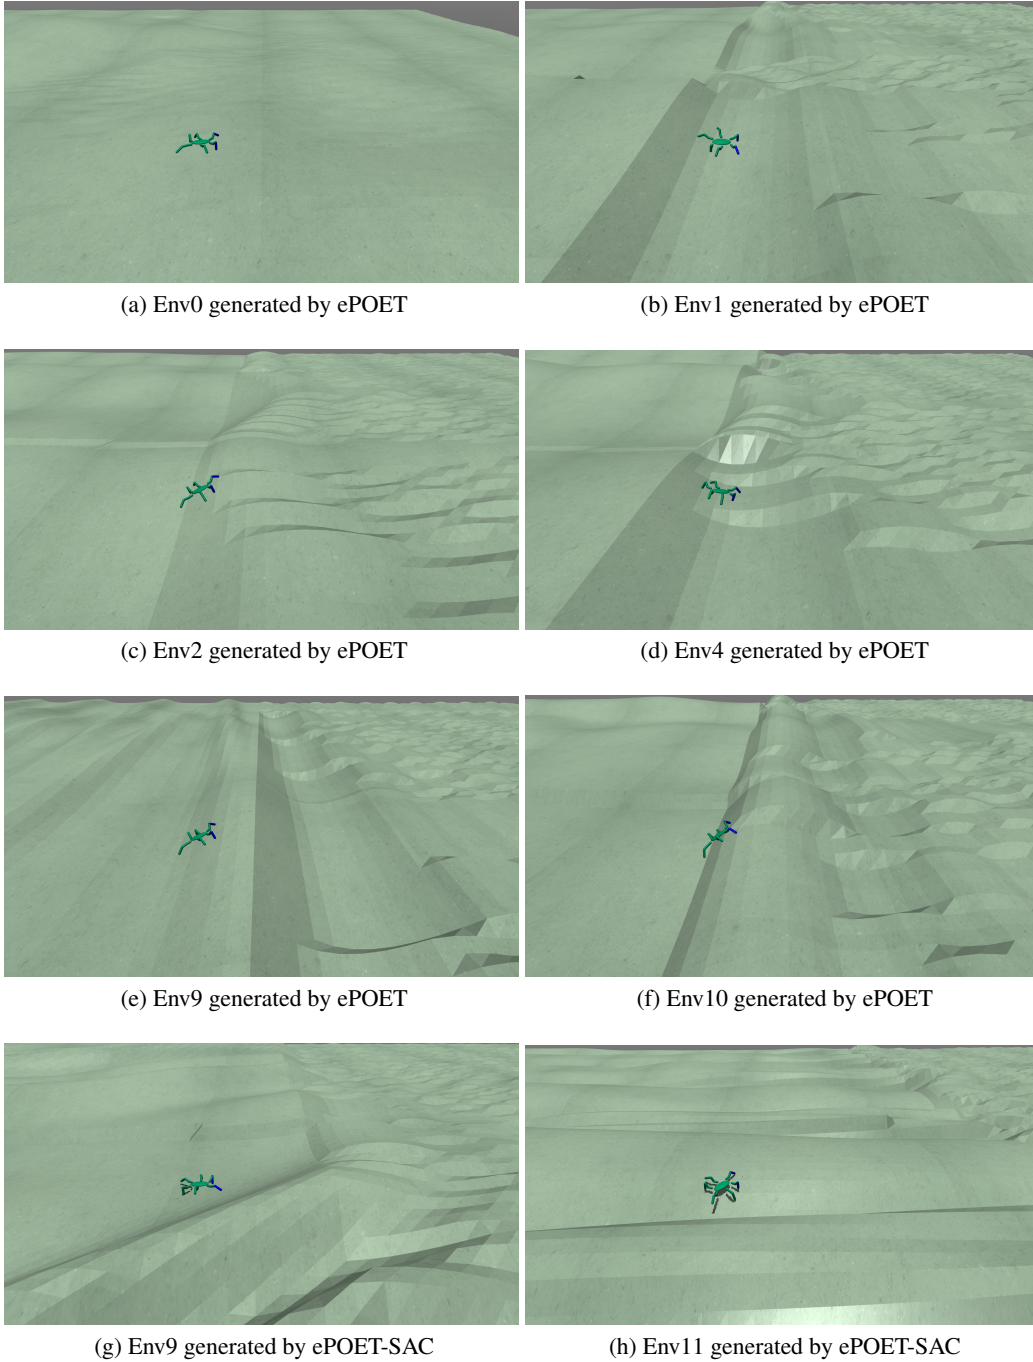 (a) Env0 generated by ePOET
(b) Env1 generated by ePOET
(c) Env2 generated by ePOET
(d) Env4 generated by ePOET
(e) Env9 generated by ePOET
(f) Env10 generated by ePOET
(g) Env9 generated by ePOET-SAC
(h) Env11 generated by ePOET-SAC